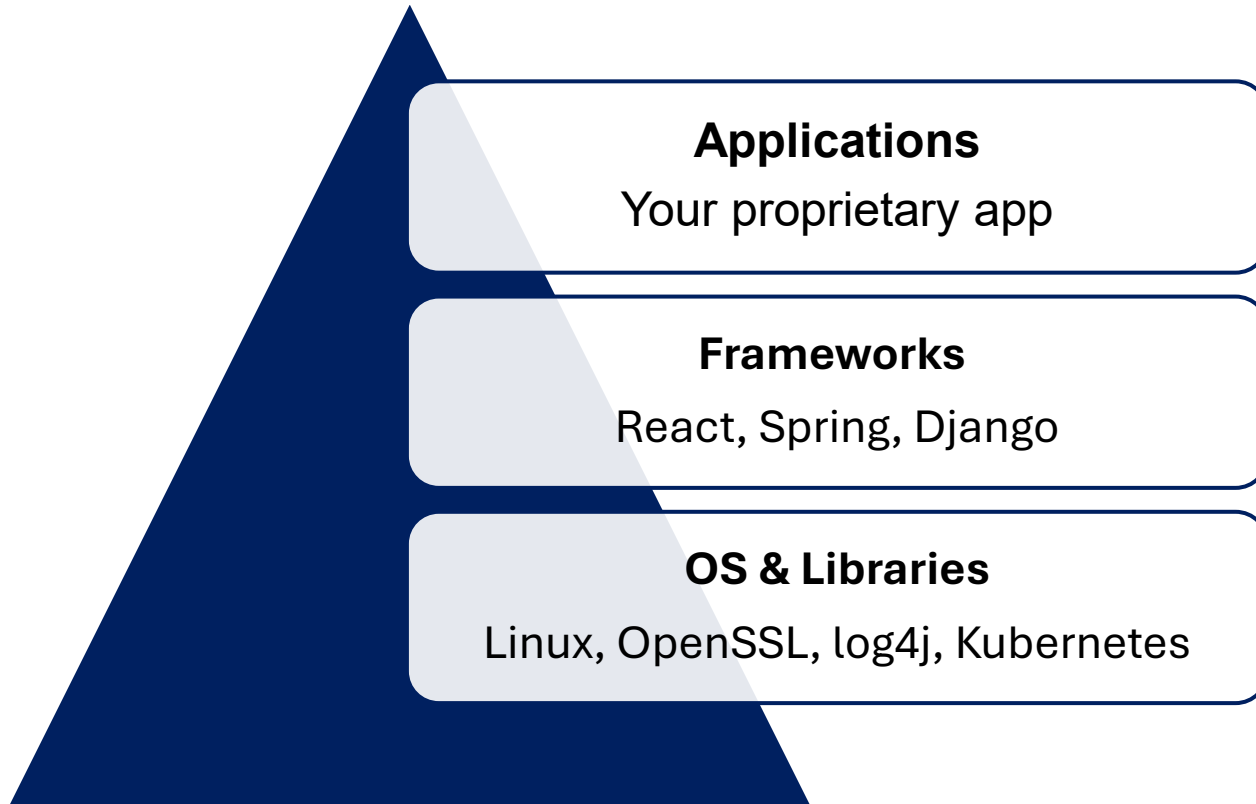 Applications
Your proprietary app
Frameworks
React, Spring, Django
OS & Libraries
Linux, OpenSSL, log4j, Kubernetes